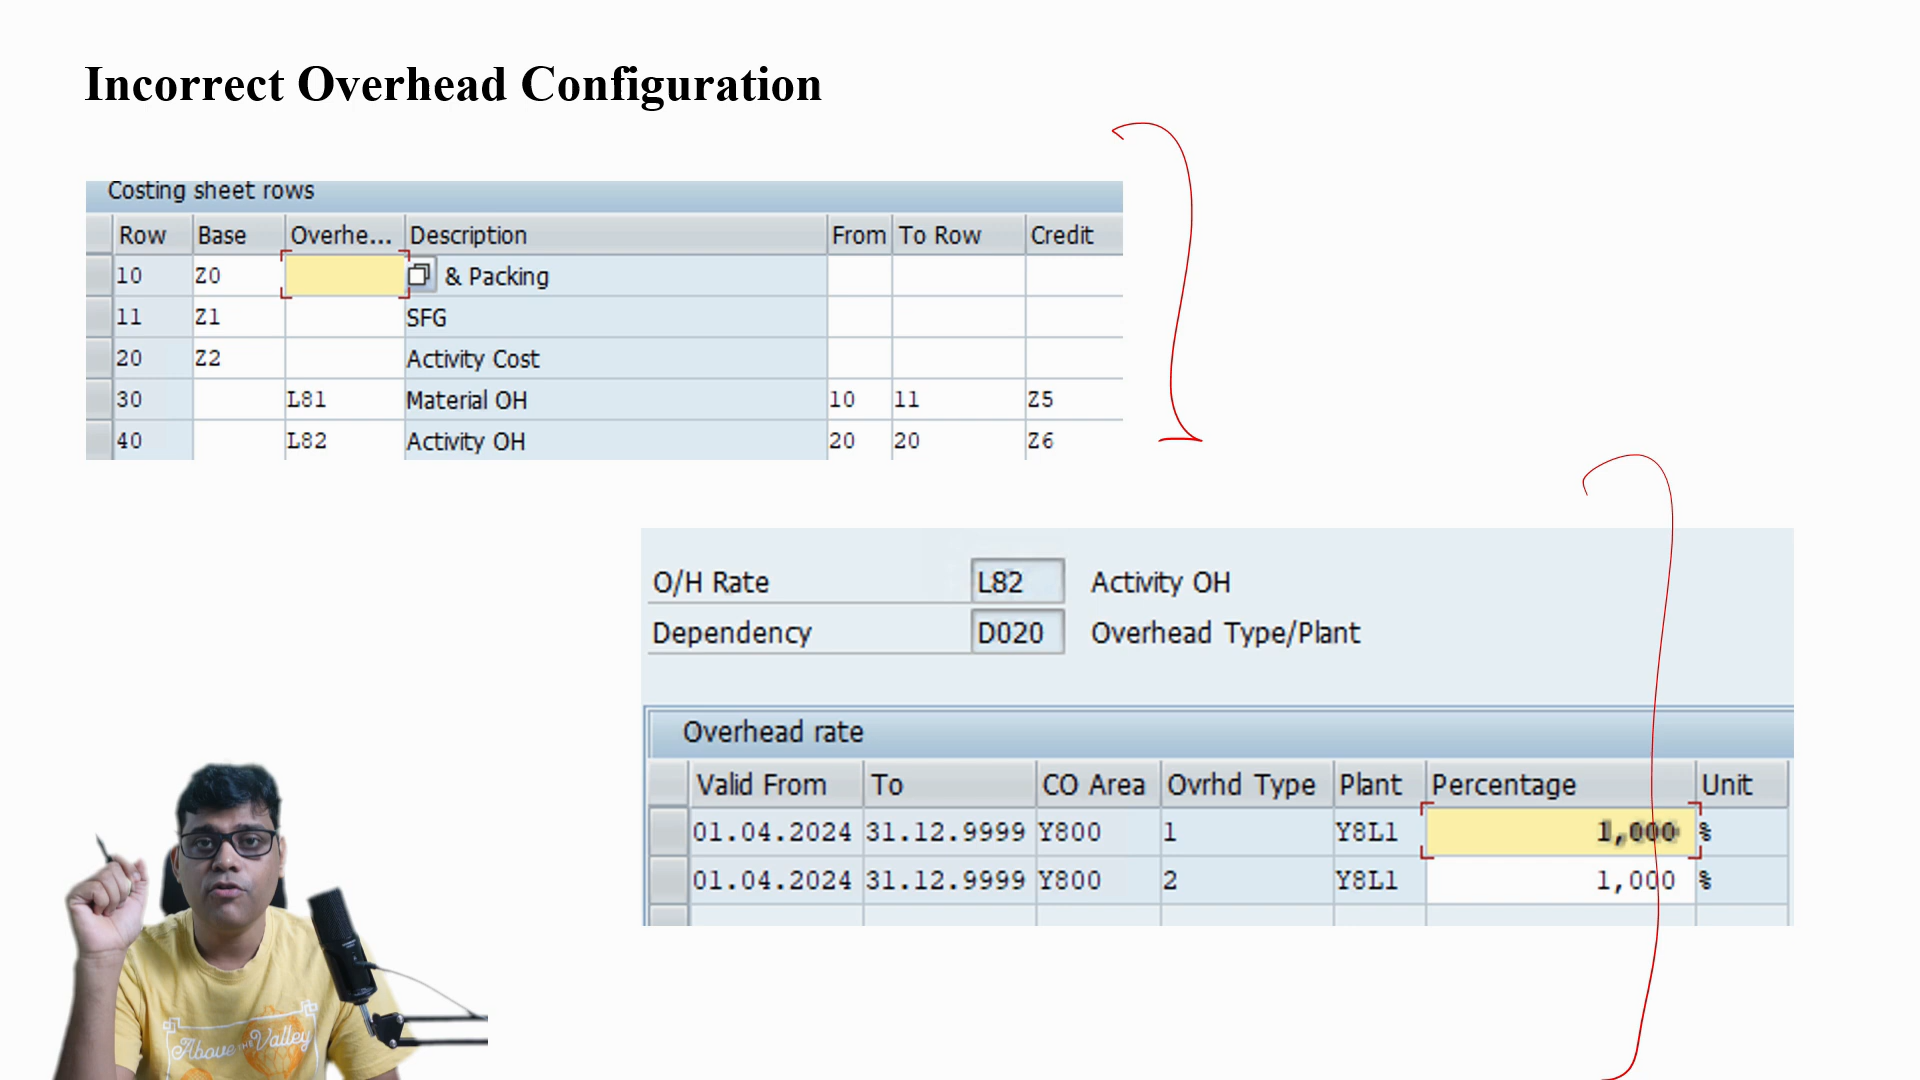 Incorrect Overhead Configuration
Costing sheet rows
Row Base Overhe... Description From To Row Credit
10 Z0 & Packing
11 Z1 SFG
20 Z2 Activity Cost
30 L81 Material OH 10 11 Z5
40 L82 Activity OH 20 20 Z6
O/H Rate L82 Activity OH
Dependency D020 Overhead Type/Plant
Overhead rate
Valid From To CO Area Ovrhd Type Plant Percentage Unit
01.04.2024 31.12.9999 Y800 1 Y8L1 1,000 %
01.04.2024 31.12.9999 Y800 2 Y8L1 1,000 %
Above THE Valley